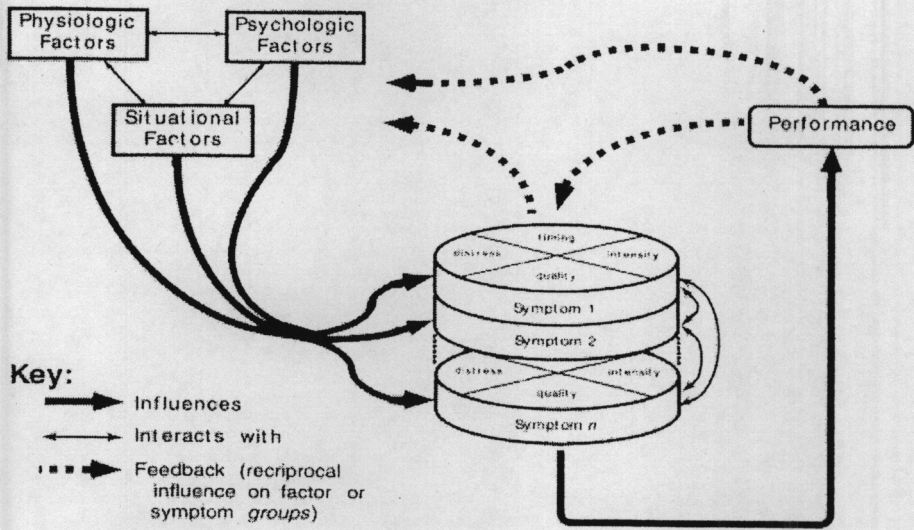 Physiologic
Factors
Psychologic
Factors
Situational
Factors
Performance
timing
distress
intensity
quality
Symptom 1
Symptom 2
distress
intensity
quality
Symptom n
Key:
Influences
Interacts with
Feedback (recriprocal
influence on factor or
symptom groups)